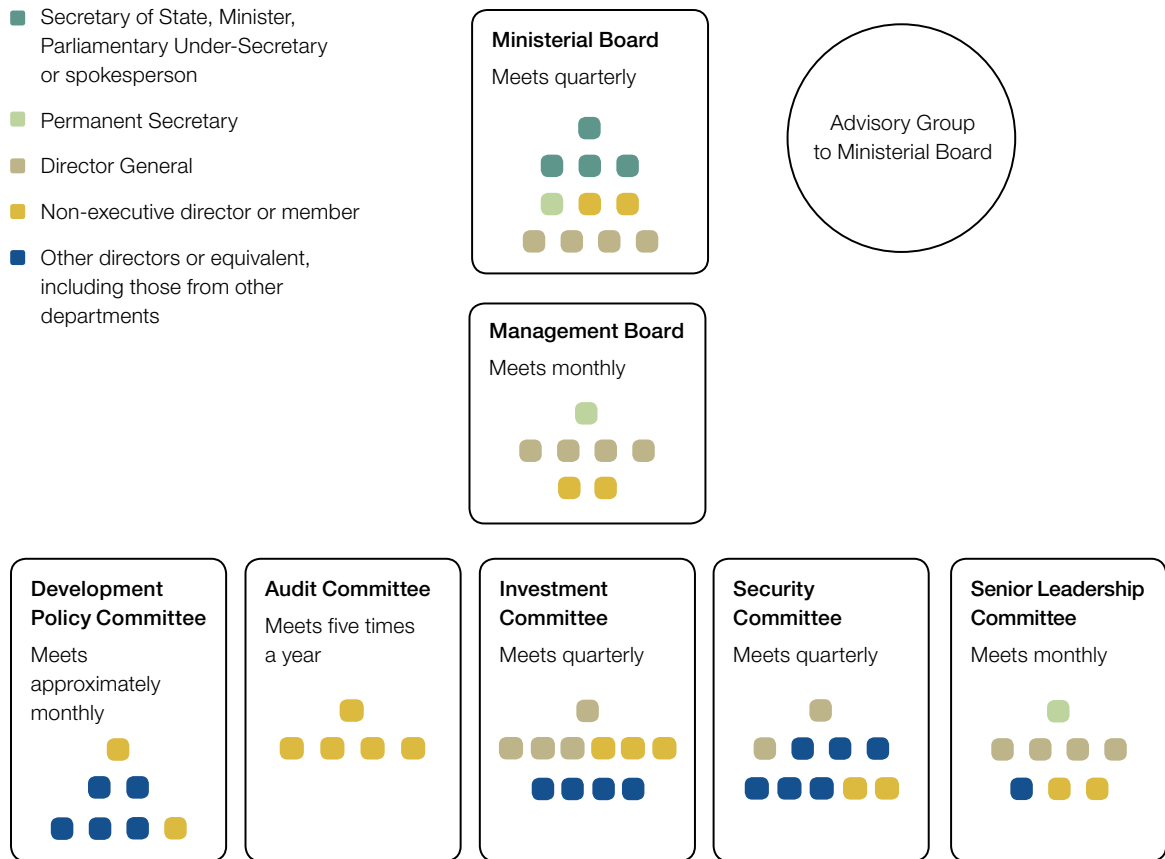 Secretary of State, Minister,
Parliamentary Under-Secretary
or spokesperson
Permanent Secretary
Director General
Non-executive director or member
Other directors or equivalent,
including those from other
departments
Ministerial Board
Meets quarterly
Advisory Group
to Ministerial Board
Management Board
Meets monthly
Development
Policy Committee
Meets
approximately
monthly
Audit Committee
Meets five times
a year
Investment
Committee
Meets quarterly
Security
Committee
Meets quarterly
Senior Leadership
Committee
Meets monthly